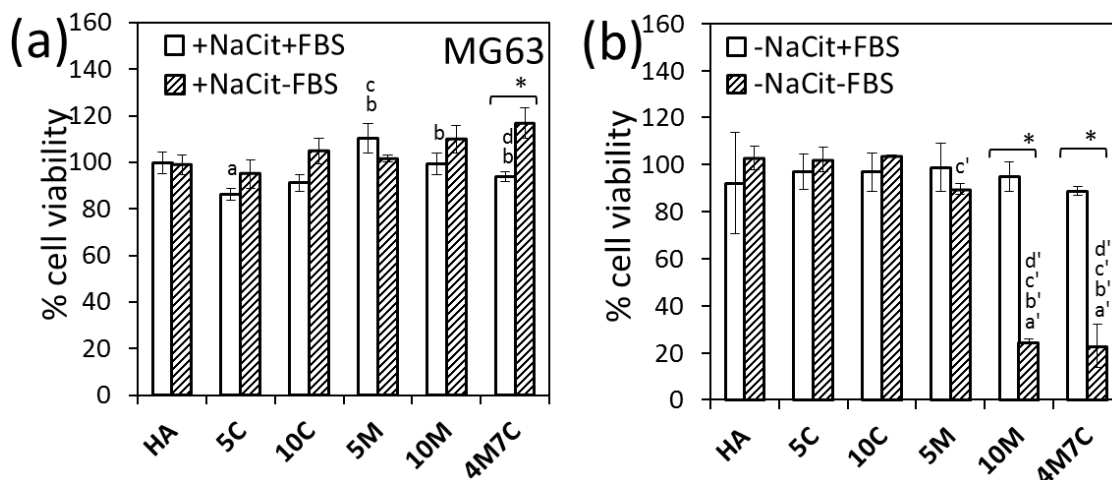 (a)
160
140
120
100
80
60
40
20
0
% cell viability
+NaCit+FBS
+NaCit-FBS
MG63
a
c
b
b
d
b
*
HA
5C
10C
5M
10M
4M7C
(b)
160
140
120
100
80
60
40
20
0
% cell viability
-NaCit+FBS
-NaCit-FBS
c'
*
d'
c'
b'
a'
*
d'
c'
b'
a'
HA
5C
10C
5M
10M
4M7C